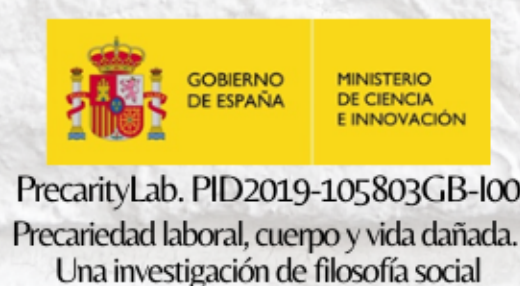 GOBIERNO
DE ESPAÑA
MINISTERIO
DE CIENCIA
E INNOVACIÓN
PrecarityLab. PID2019-105803GB-I00
Precariedad laboral, cuerpo y vida dañada.
Una investigación de filosofía social